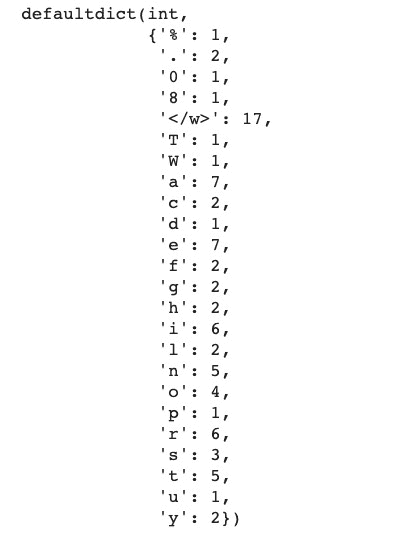 defaultdict(int,
            {'%': 1,
             '.': 2,
             '0': 1,
             '8': 1,
             '</w>': 17,
             'T': 1,
             'W': 1,
             'a': 7,
             'c': 2,
             'd': 1,
             'e': 7,
             'f': 2,
             'g': 2,
             'h': 2,
             'i': 6,
             'l': 2,
             'n': 5,
             'o': 4,
             'p': 1,
             'r': 6,
             's': 3,
             't': 5,
             'u': 1,
             'y': 2})